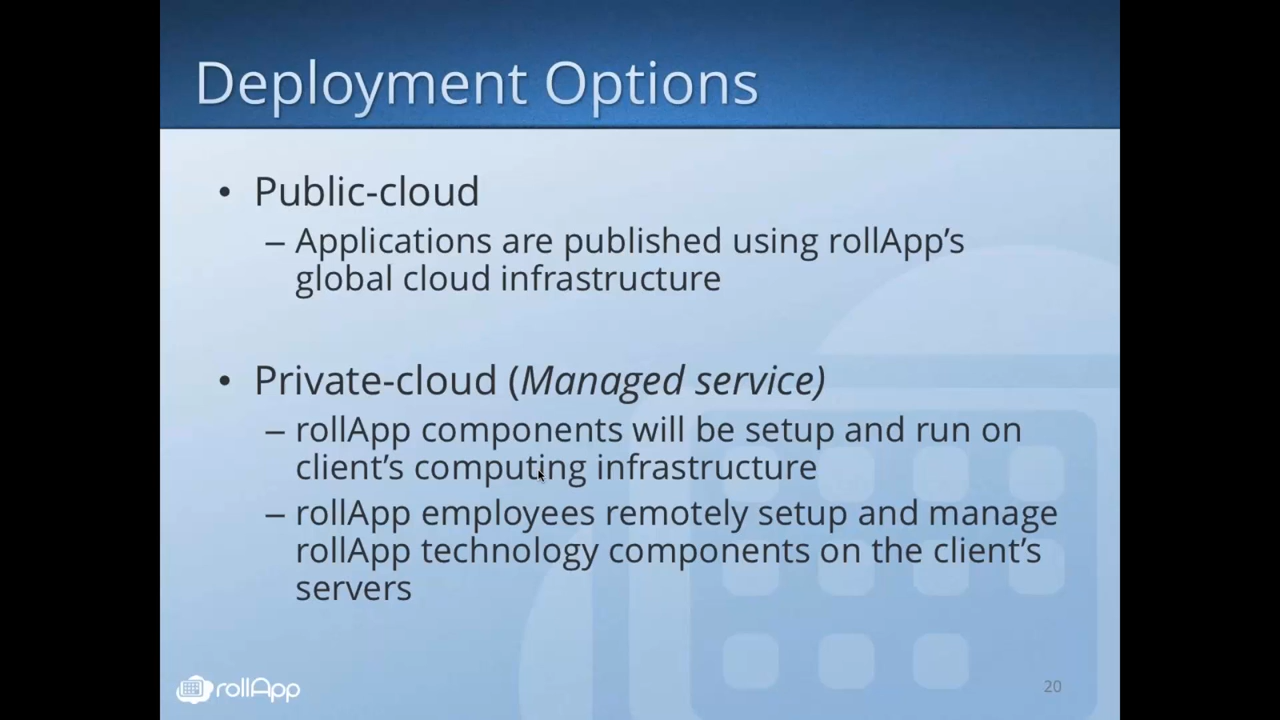 Deployment Options
• Public-cloud
– Applications are published using rollApp’s
global cloud infrastructure
• Private-cloud (Managed service)
– rollApp components will be setup and run on
client’s computing infrastructure
– rollApp employees remotely setup and manage
rollApp technology components on the client’s
servers
rollApp
20